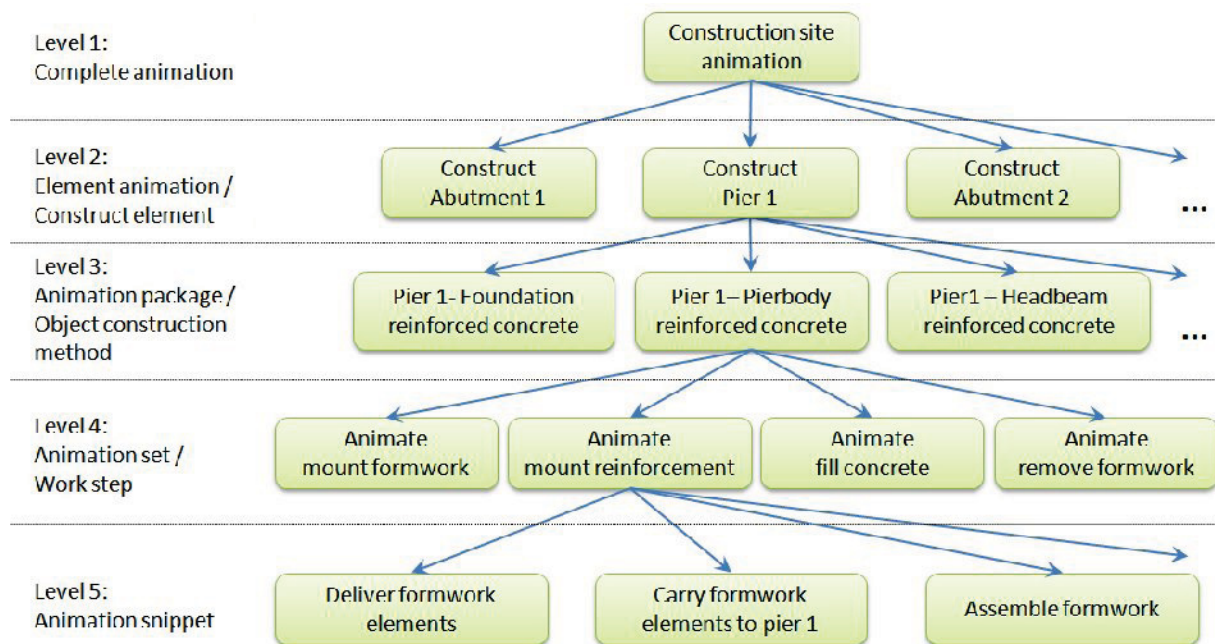 Level 1:
Complete animation
Construction site
animation
Level 2:
Element animation /
Construct element
Construct
Abutment 1
Construct
Pier 1
Construct
Abutment 2
...
Level 3:
Animation package /
Object construction
method
Pier 1- Foundation
reinforced concrete
Pier 1– Pierbody
reinforced concrete
Pier1 – Headbeam
reinforced concrete
...
Level 4:
Animation set /
Work step
Animate
mount formwork
Animate
mount reinforcement
Animate
fill concrete
Animate
remove formwork
Level 5:
Animation snippet
Deliver formwork
elements
Carry formwork
elements to pier 1
Assemble formwork